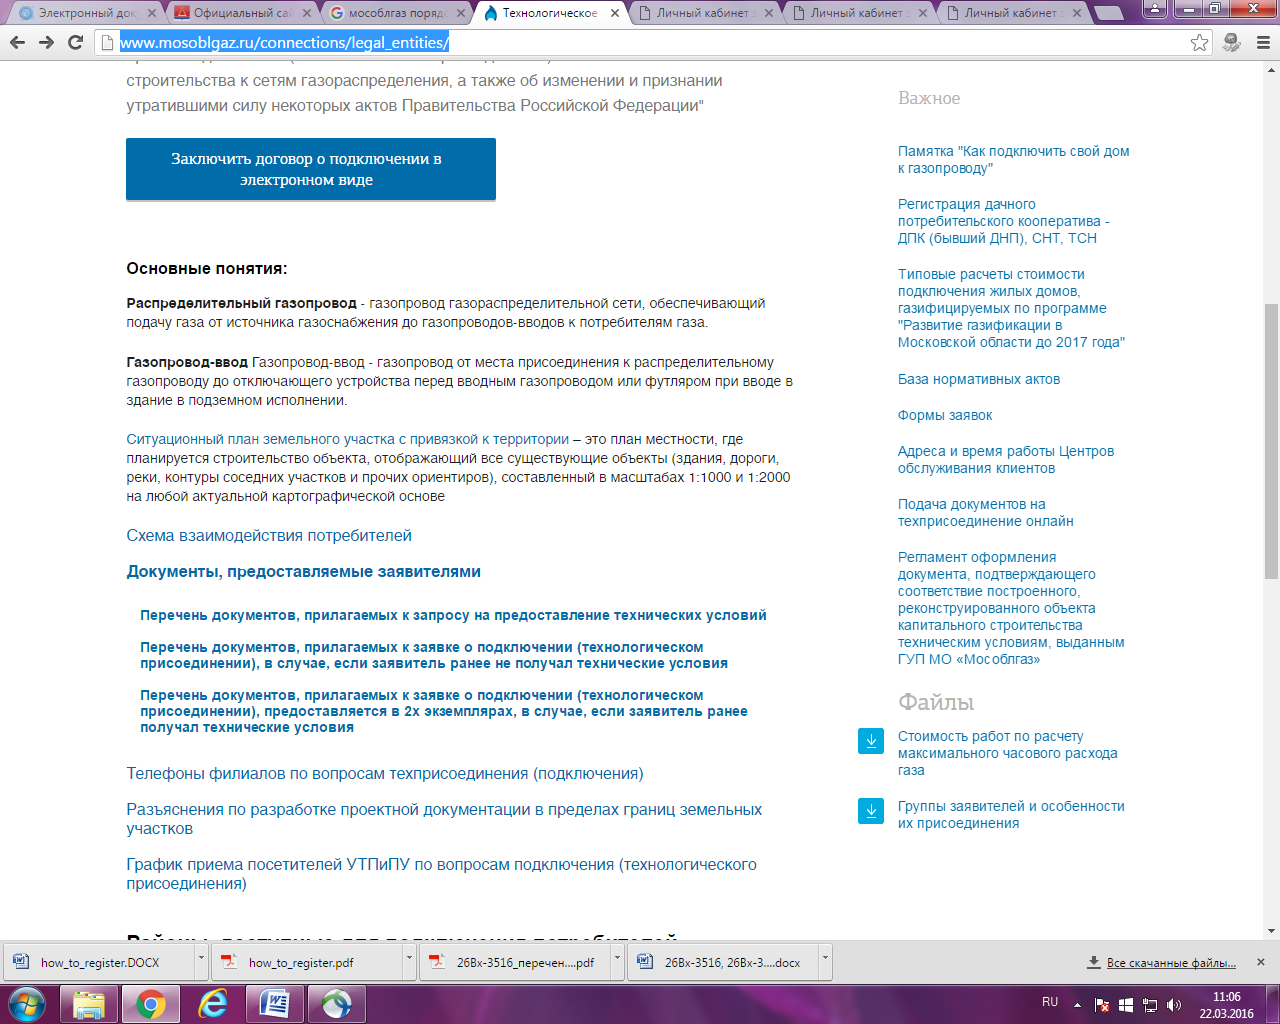 Электронный док
Официальный сай
мособлгаз порядо
Технологическое
Личный кабинет з
Личный кабинет з
Личный кабинет з
www.mosoblgaz.ru/connections/legal_entities/
строительства к сетям газораспределения, а также об изменении и признании
утратившими силу некоторых актов Правительства Российской Федерации"
Заключить договор о подключении в
электронном виде
Основные понятия:
Распределительный газопровод - газопровод газораспределительной сети, обеспечивающий
подачу газа от источника газоснабжения до газопроводов-вводов к потребителям газа.
Газопровод-ввод Газопровод-ввод - газопровод от места присоединения к распределительному
газопроводу до отключающего устройства перед вводным газопроводом или футляром при вводе в
здание в подземном исполнении.
Ситуационный план земельного участка с привязкой к территории – это план местности, где
планируется строительство объекта, отображающий все существующие объекты (здания, дороги,
реки, контуры соседних участков и прочих ориентиров), составленный в масштабах 1:1000 и 1:2000
на любой актуальной картографической основе
Схема взаимодействия потребителей
Документы, предоставляемые заявителями
Перечень документов, прилагаемых к запросу на предоставление технических условий
Перечень документов, прилагаемых к заявке о подключении (технологическом
присоединении), в случае, если заявитель ранее не получал технические условия
Перечень документов, прилагаемых к заявке о подключении (технологическом
присоединении), предоставляется в 2х экземплярах, в случае, если заявитель ранее
получал технические условия
Телефоны филиалов по вопросам техприсоединения (подключения)
Разъяснения по разработке проектной документации в пределах границ земельных
участков
График приема посетителей УТПиПУ по вопросам подключения (технологического
присоединения)
Районы, доступные для подключения потребителей
Важное
Памятка "Как подключить свой дом
к газопроводу"
Регистрация дачного
потребительского кооператива -
ДПК (бывший ДНП), СНТ, ТСН
Типовые расчеты стоимости
подключения жилых домов,
газифицируемых по программе
"Развитие газификации в
Московской области до 2017 года"
База нормативных актов
Формы заявок
Адреса и время работы Центров
обслуживания клиентов
Подача документов на
техприсоединение онлайн
Регламент оформления
документа, подтверждающего
соответствие построенного,
реконструированного объекта
капитального строительства
техническим условиям, выданным
ГУП МО «Мособлгаз»
Файлы
Стоимость работ по расчету
максимального часового расхода
газа
Группы заявителей и особенности
их присоединения
how_to_register.DOCX
how_to_register.pdf
26Вх-3516_перечен....pdf
26Вх-3516, 26Вх-3....docx
Все скачанные файлы...
RU
11:06
22.03.2016